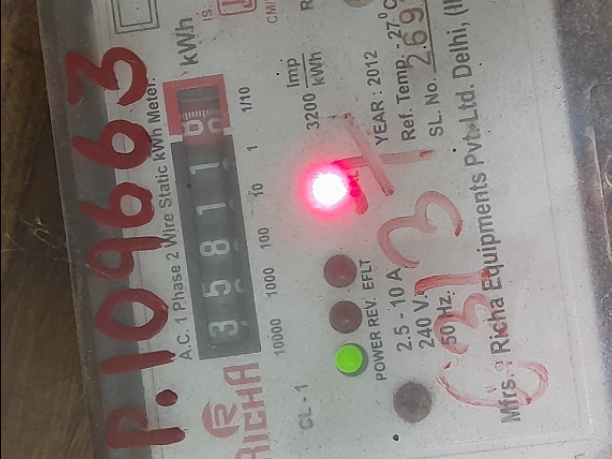 P.109663
A.C. 1 Phase 2 Wire Static kWh Meter.
3 5 8 1 1 8 kWh
10000 1000 100 10 1 1/10
RICHA
CL - 1
3200 Imp/kWh
POWER REV. EFLT
2.5 - 10 A
YEAR : 2012
240 V.
Ref. Temp. - 27°C
50 Hz.
SL. No. 269
Mfrs. : Richa Equipments Pvt. Ltd. Delhi,